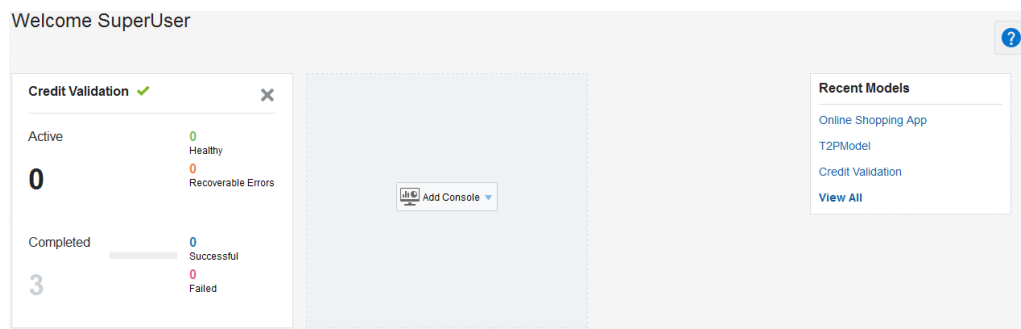 Welcome SuperUser
?
Credit Validation
Active
0
0
Healthy
0
Recoverable Errors
Completed
3
0
Successful
0
Failed
Add Console
Recent Models
Online Shopping App
T2PModel
Credit Validation
View All